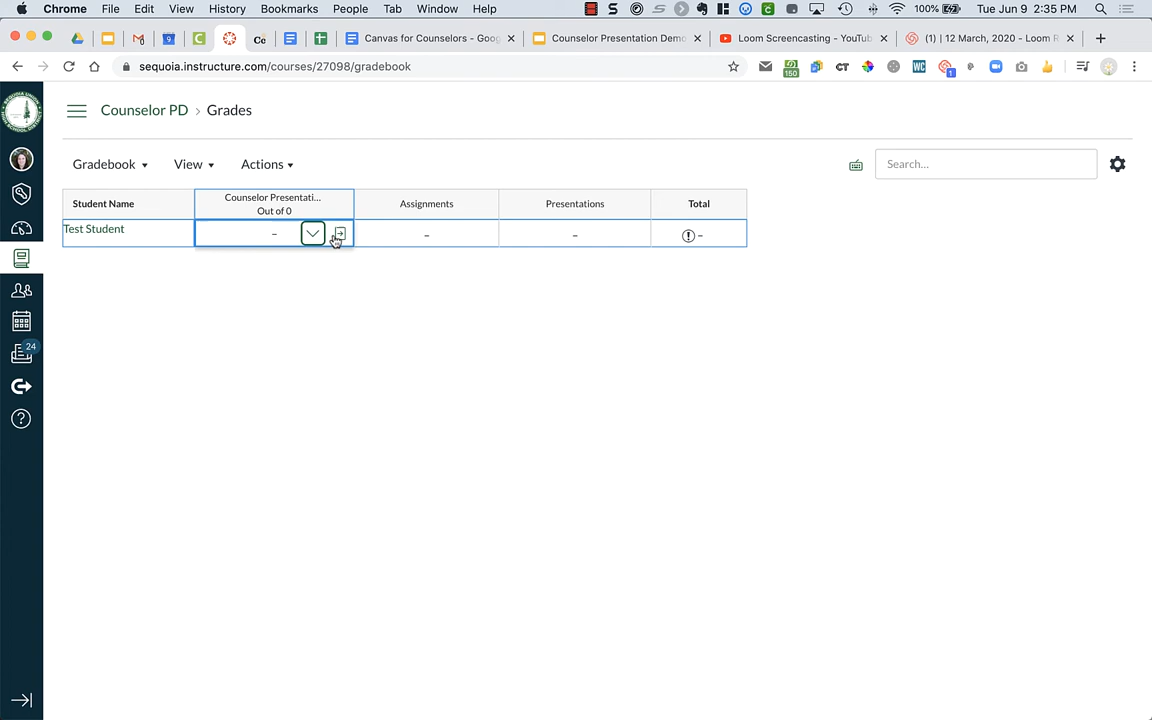 Chrome File Edit View History Bookmarks People Tab Window Help 100% Tue Jun 9 2:35 PM
Canvas for Counselors - Goog Counselor Presentation Demo Loom Screencasting - YouTub (1) | 12 March, 2020 - Loom R
sequoia.instructure.com/courses/27098/gradebook
Counselor PD > Grades
Gradebook View Actions Search...
Student Name Counselor Presentati... Out of 0 Assignments Presentations Total
Test Student – – – –
24